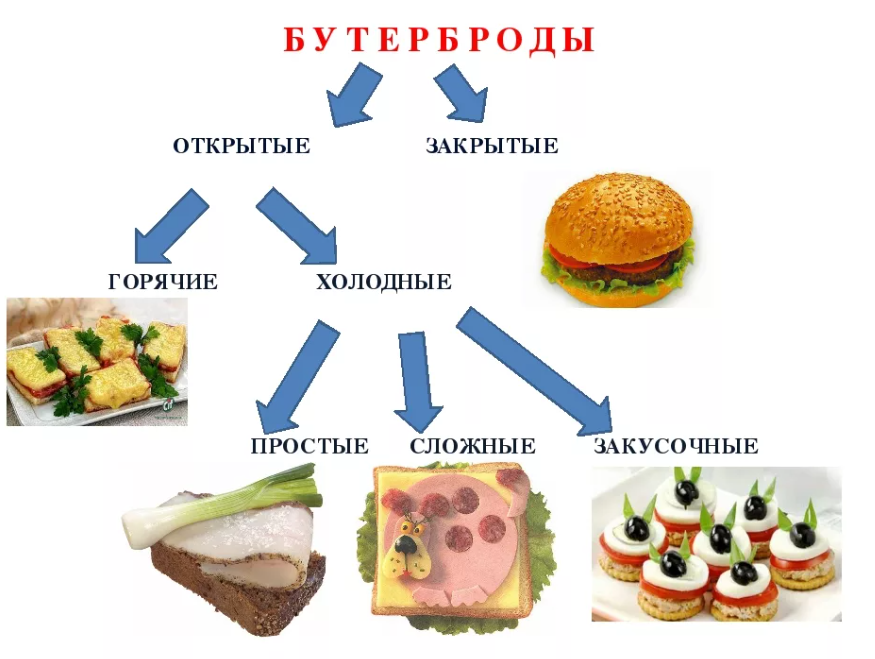 БУТЕРБРОДЫ
ОТКРЫТЫЕ ЗАКРЫТЫЕ
ГОРЯЧИЕ ХОЛОДНЫЕ
ПРОСТЫЕ СЛОЖНЫЕ ЗАКУСОЧНЫЕ